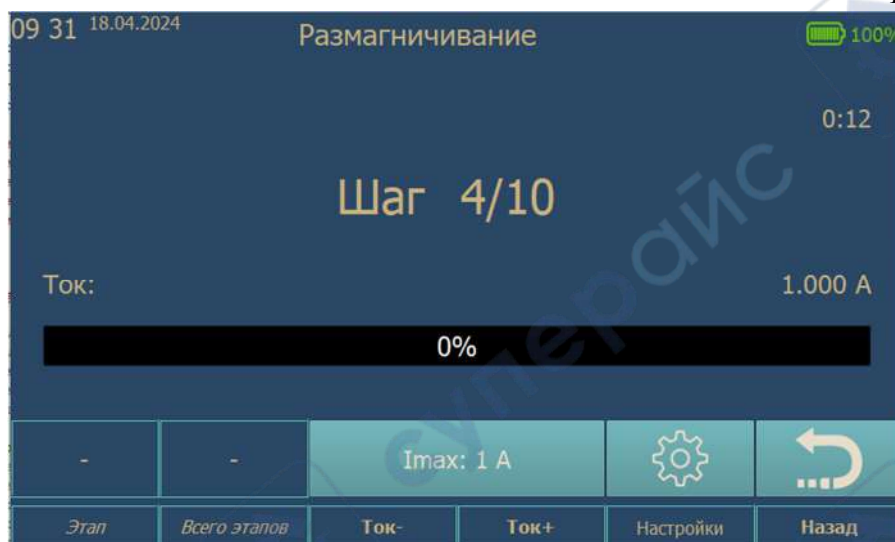 09 31 18.04.2024 Размагничивание 100%
0:12
Шаг 4/10
Ток: 1.000 A
0%
- - Imax: 1 A
Этап Всего этапов Ток- Ток+ Настройки Назад
суперайс